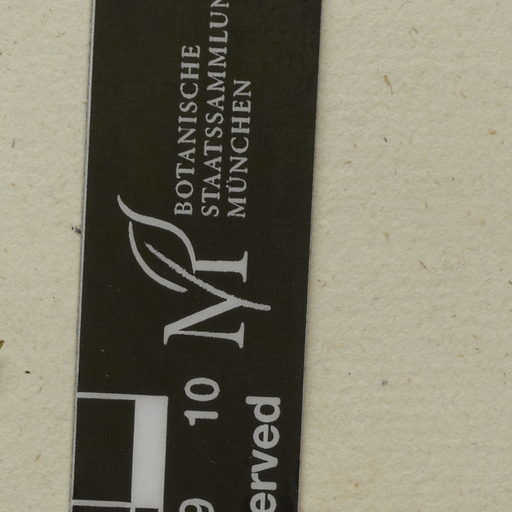 BOTANISCHE
STAATSSAMMLUN
MÜNCHEN
M
9 10
erved